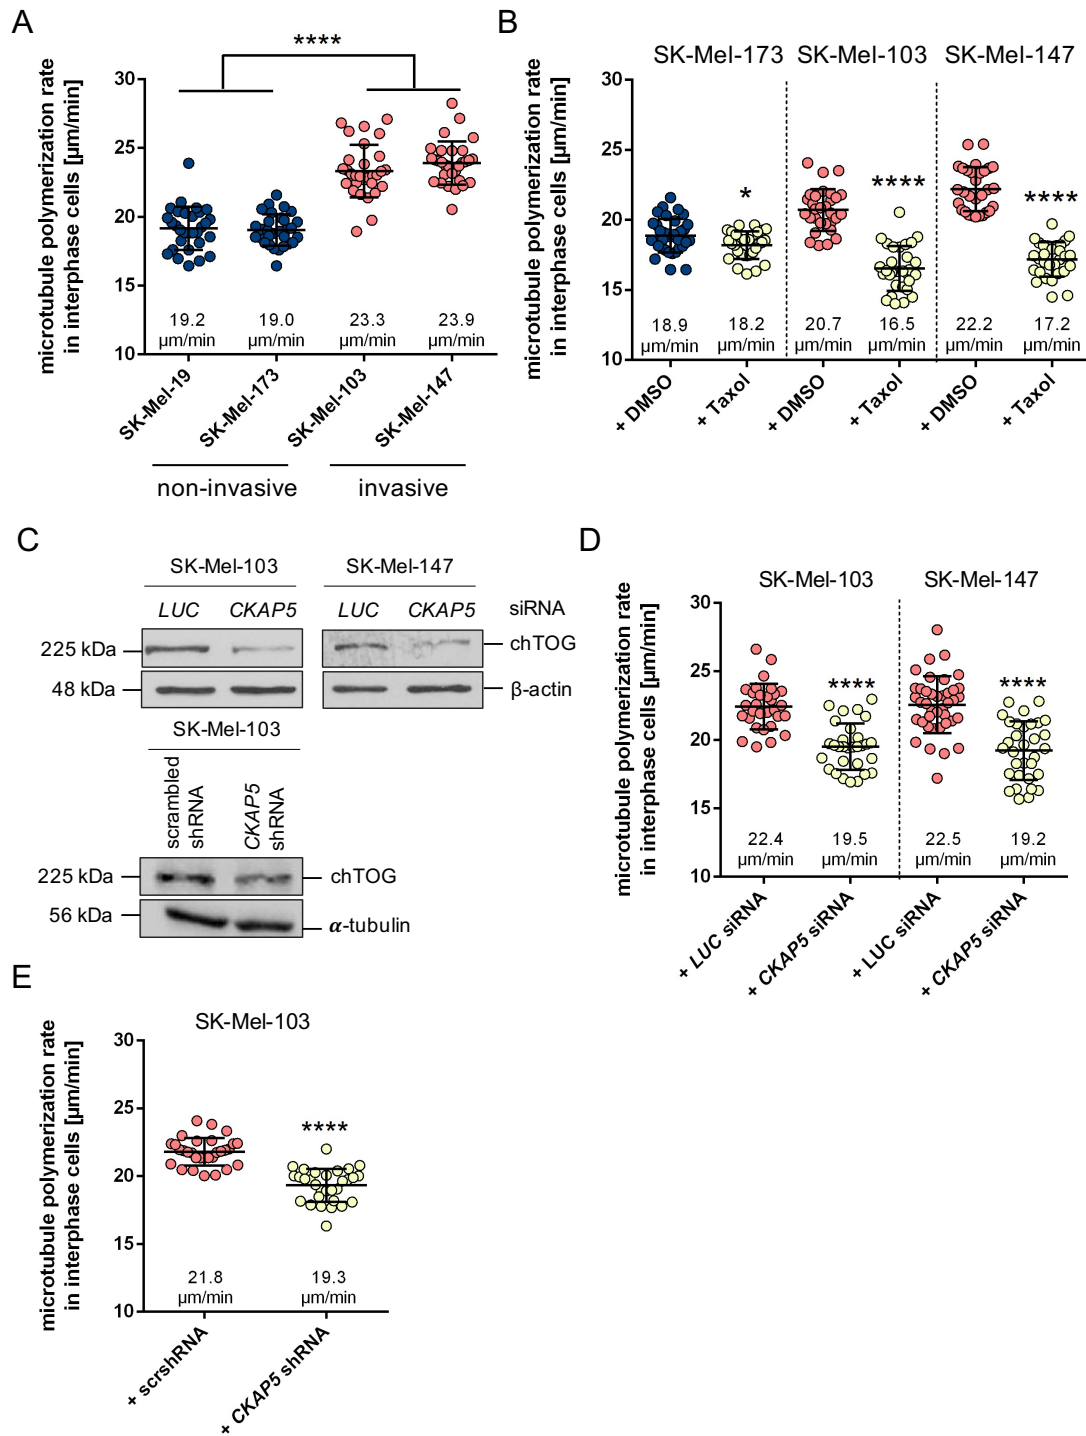 A
****
microtubule polymerization rate
in interphase cells [µm/min]
30
25
20
15
10
19.2
µm/min
19.0
µm/min
23.3
µm/min
23.9
µm/min
SK-Mel-19
SK-Mel-173
SK-Mel-103
SK-Mel-147
non-invasive
invasive
B
SK-Mel-173
SK-Mel-103
SK-Mel-147
microtubule polymerization rate
in interphase cells [µm/min]
30
25
20
15
10
*
****
****
18.9
µm/min
18.2
µm/min
20.7
µm/min
16.5
µm/min
22.2
µm/min
17.2
µm/min
+ DMSO
+ Taxol
+ DMSO
+ Taxol
+ DMSO
+ Taxol
C
SK-Mel-103
SK-Mel-147
LUC
CKAP5
LUC
CKAP5
siRNA
225 kDa
chTOG
48 kDa
β-actin
SK-Mel-103
scrambled
shRNA
CKAP5
shRNA
225 kDa
chTOG
56 kDa
α-tubulin
D
SK-Mel-103
SK-Mel-147
microtubule polymerization rate
in interphase cells [µm/min]
30
25
20
15
10
****
****
22.4
µm/min
19.5
µm/min
22.5
µm/min
19.2
µm/min
+ LUC siRNA
+ CKAP5 siRNA
+ LUC siRNA
+ CKAP5 siRNA
E
SK-Mel-103
microtubule polymerization rate
in interphase cells [µm/min]
30
25
20
15
10
****
21.8
µm/min
19.3
µm/min
+ scrshRNA
+ CKAP5 shRNA